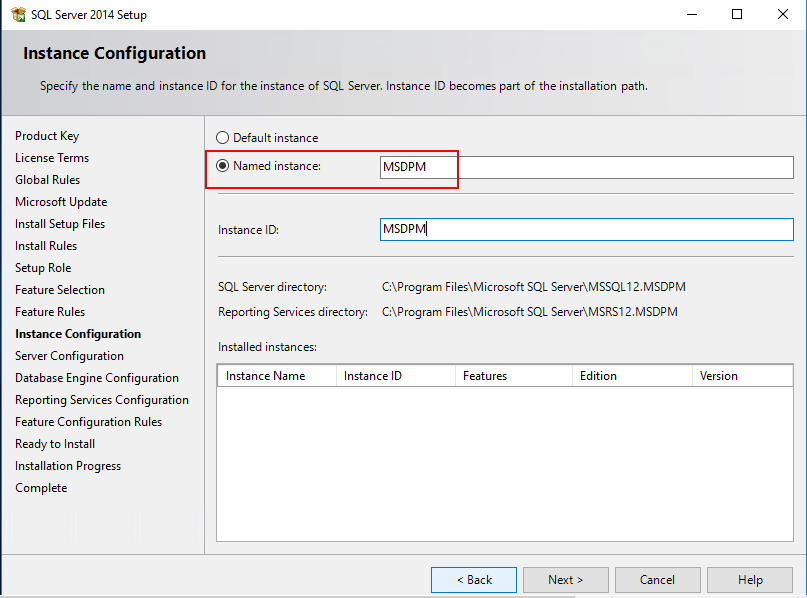 SQL Server 2014 Setup
Instance Configuration
Specify the name and instance ID for the instance of SQL Server. Instance ID becomes part of the installation path.
Product Key
License Terms
Global Rules
Microsoft Update
Install Setup Files
Install Rules
Setup Role
Feature Selection
Feature Rules
Instance Configuration
Server Configuration
Database Engine Configuration
Reporting Services Configuration
Feature Configuration Rules
Ready to Install
Installation Progress
Complete
Default instance
Named instance: MSDPM
Instance ID: MSDPM
SQL Server directory: C:\Program Files\Microsoft SQL Server\MSSQL12.MSDPM
Reporting Services directory: C:\Program Files\Microsoft SQL Server\MSRS12.MSDPM
Installed instances:
Instance Name Instance ID Features Edition Version
< Back Next > Cancel Help